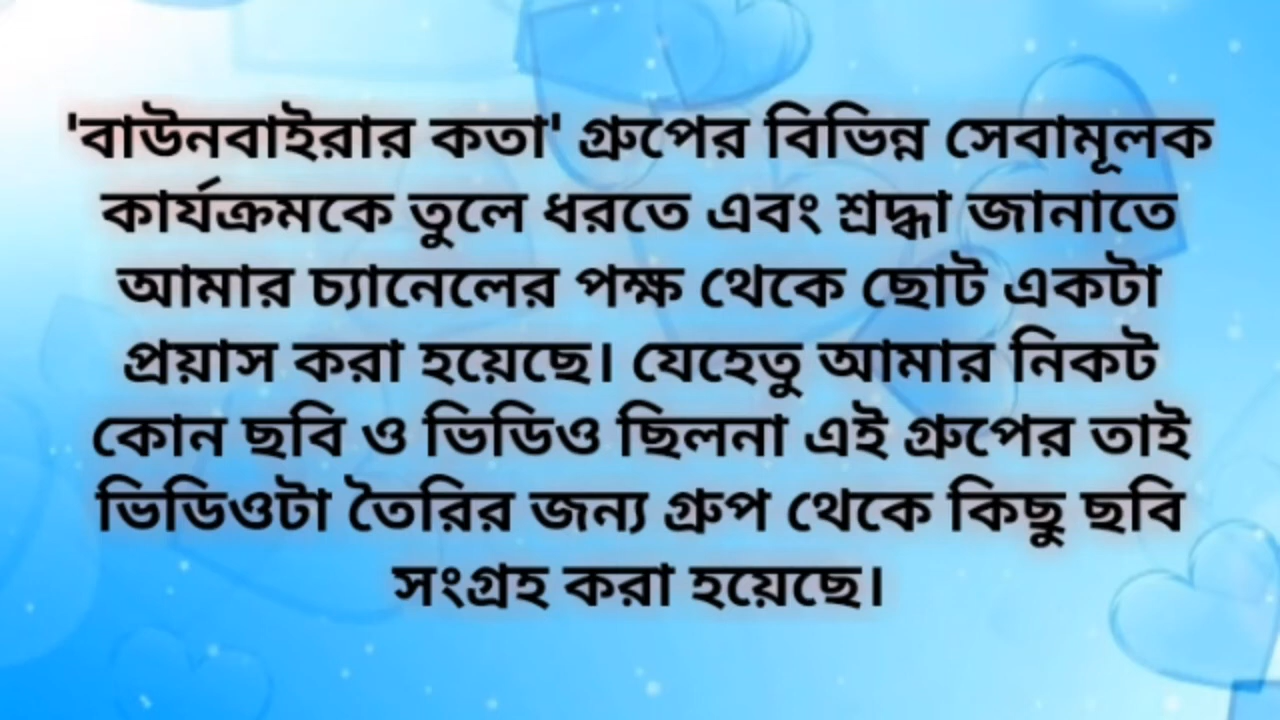 'বাউনবাইরার কতা' গ্রুপের বিভিন্ন সেবামূলক
কার্যক্রমকে তুলে ধরতে এবং শ্রদ্ধা জানাতে
আমার চ্যানেলের পক্ষ থেকে ছোট একটা
প্রয়াস করা হয়েছে। যেহেতু আমার নিকট
কোন ছবি ও ভিডিও ছিলনা এই গ্রুপের তাই
ভিডিওটা তৈরির জন্য গ্রুপ থেকে কিছু ছবি
সংগ্রহ করা হয়েছে।